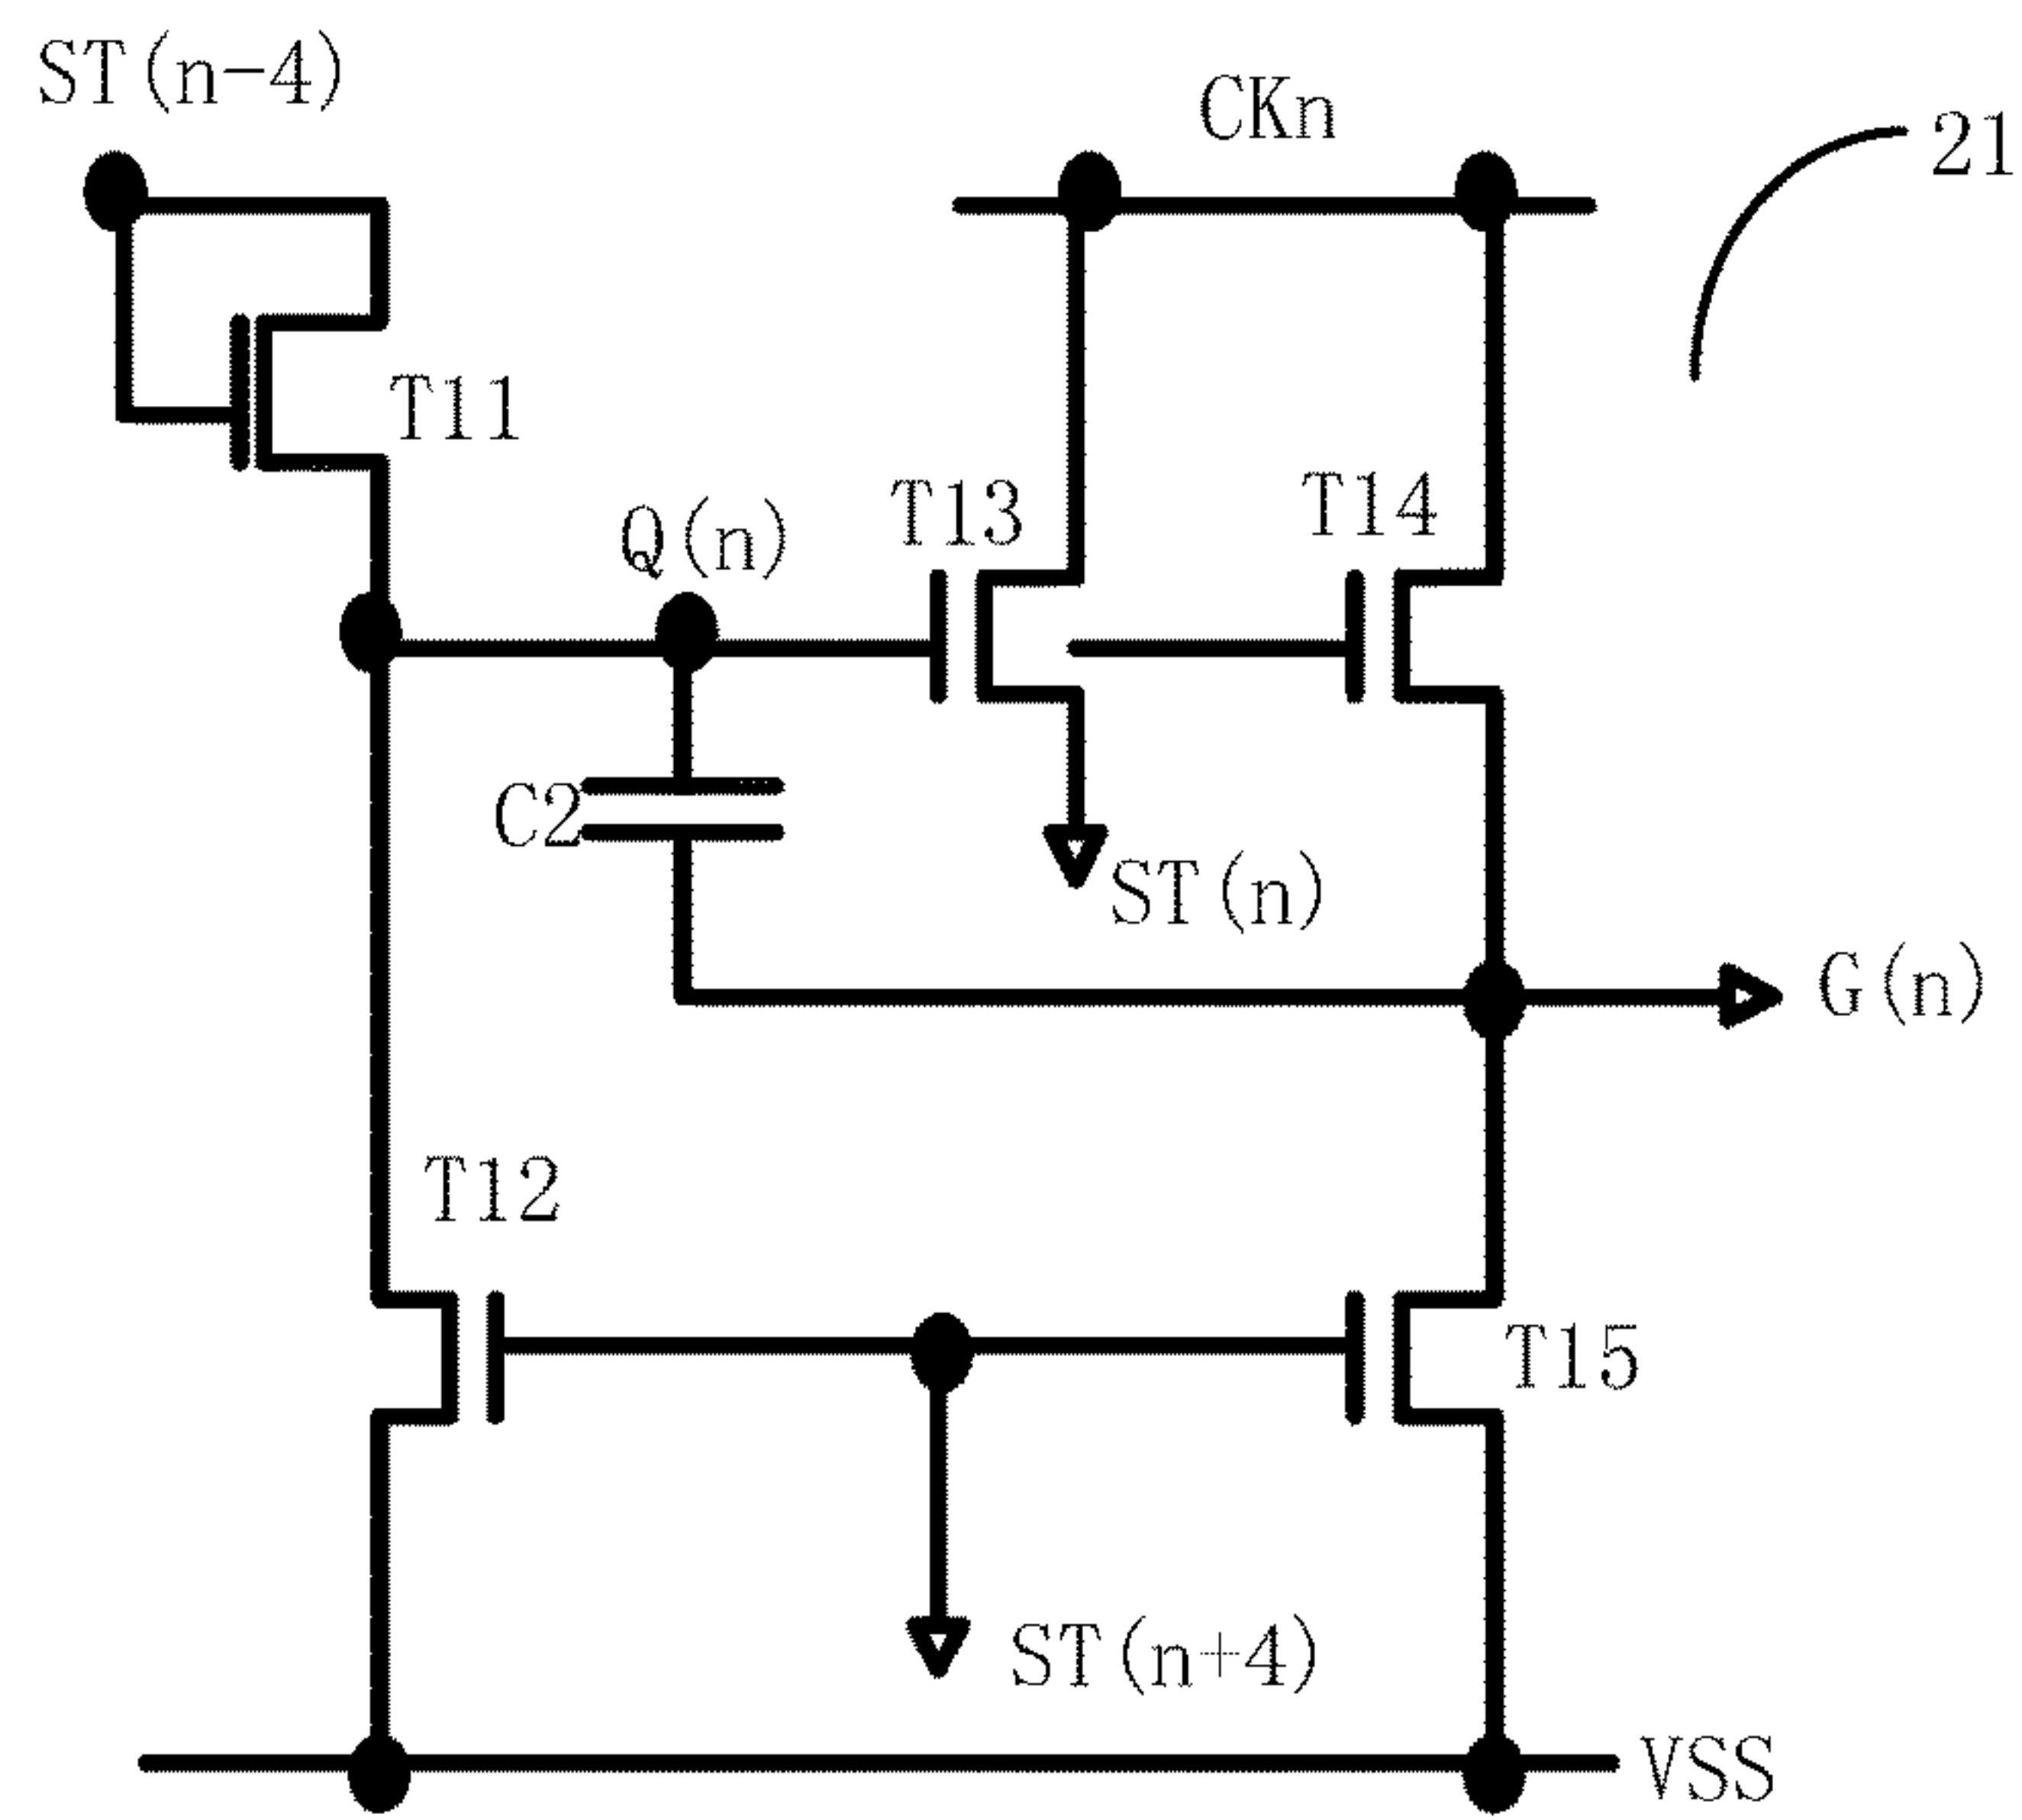 ST(n-4)
CKn
21
T11
Q(n)
T13
T14
C2
ST(n)
G(n)
T12
T15
ST(n+4)
VSS